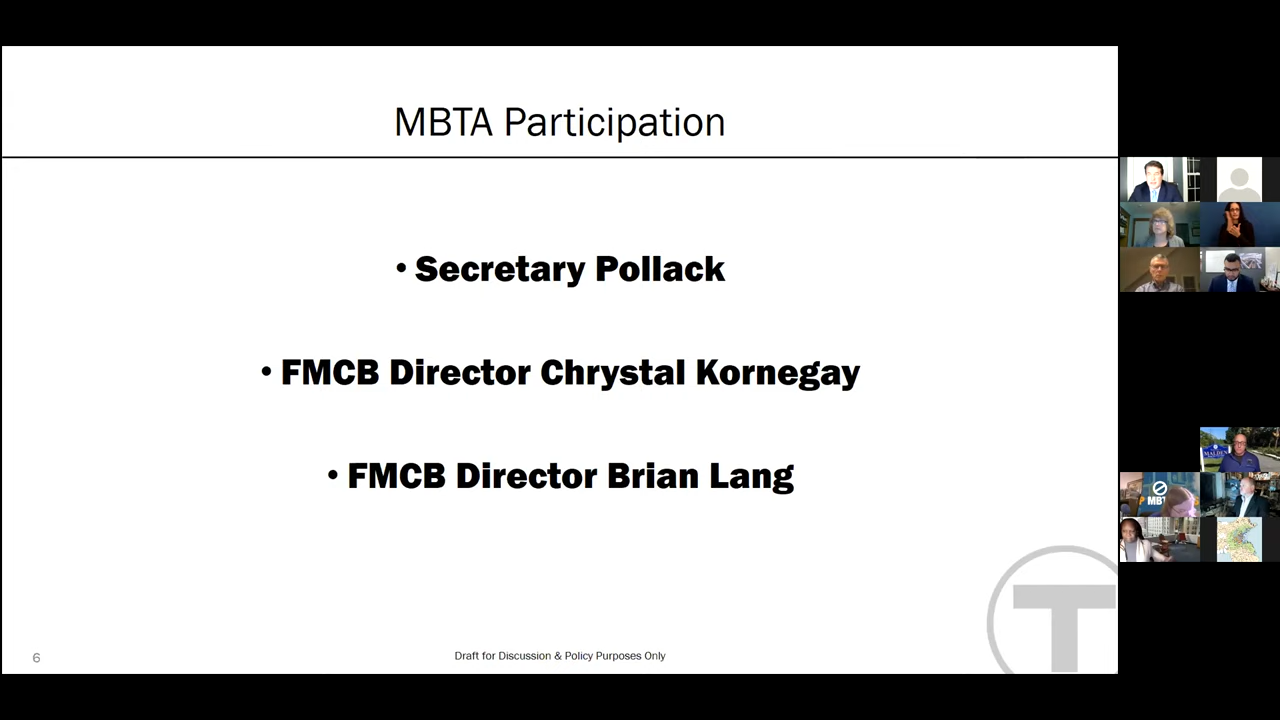 MBTA Participation
• Secretary Pollack
• FMCB Director Chrystal Kornegay
• FMCB Director Brian Lang
T
6
Draft for Discussion & Policy Purposes Only
MALDEN